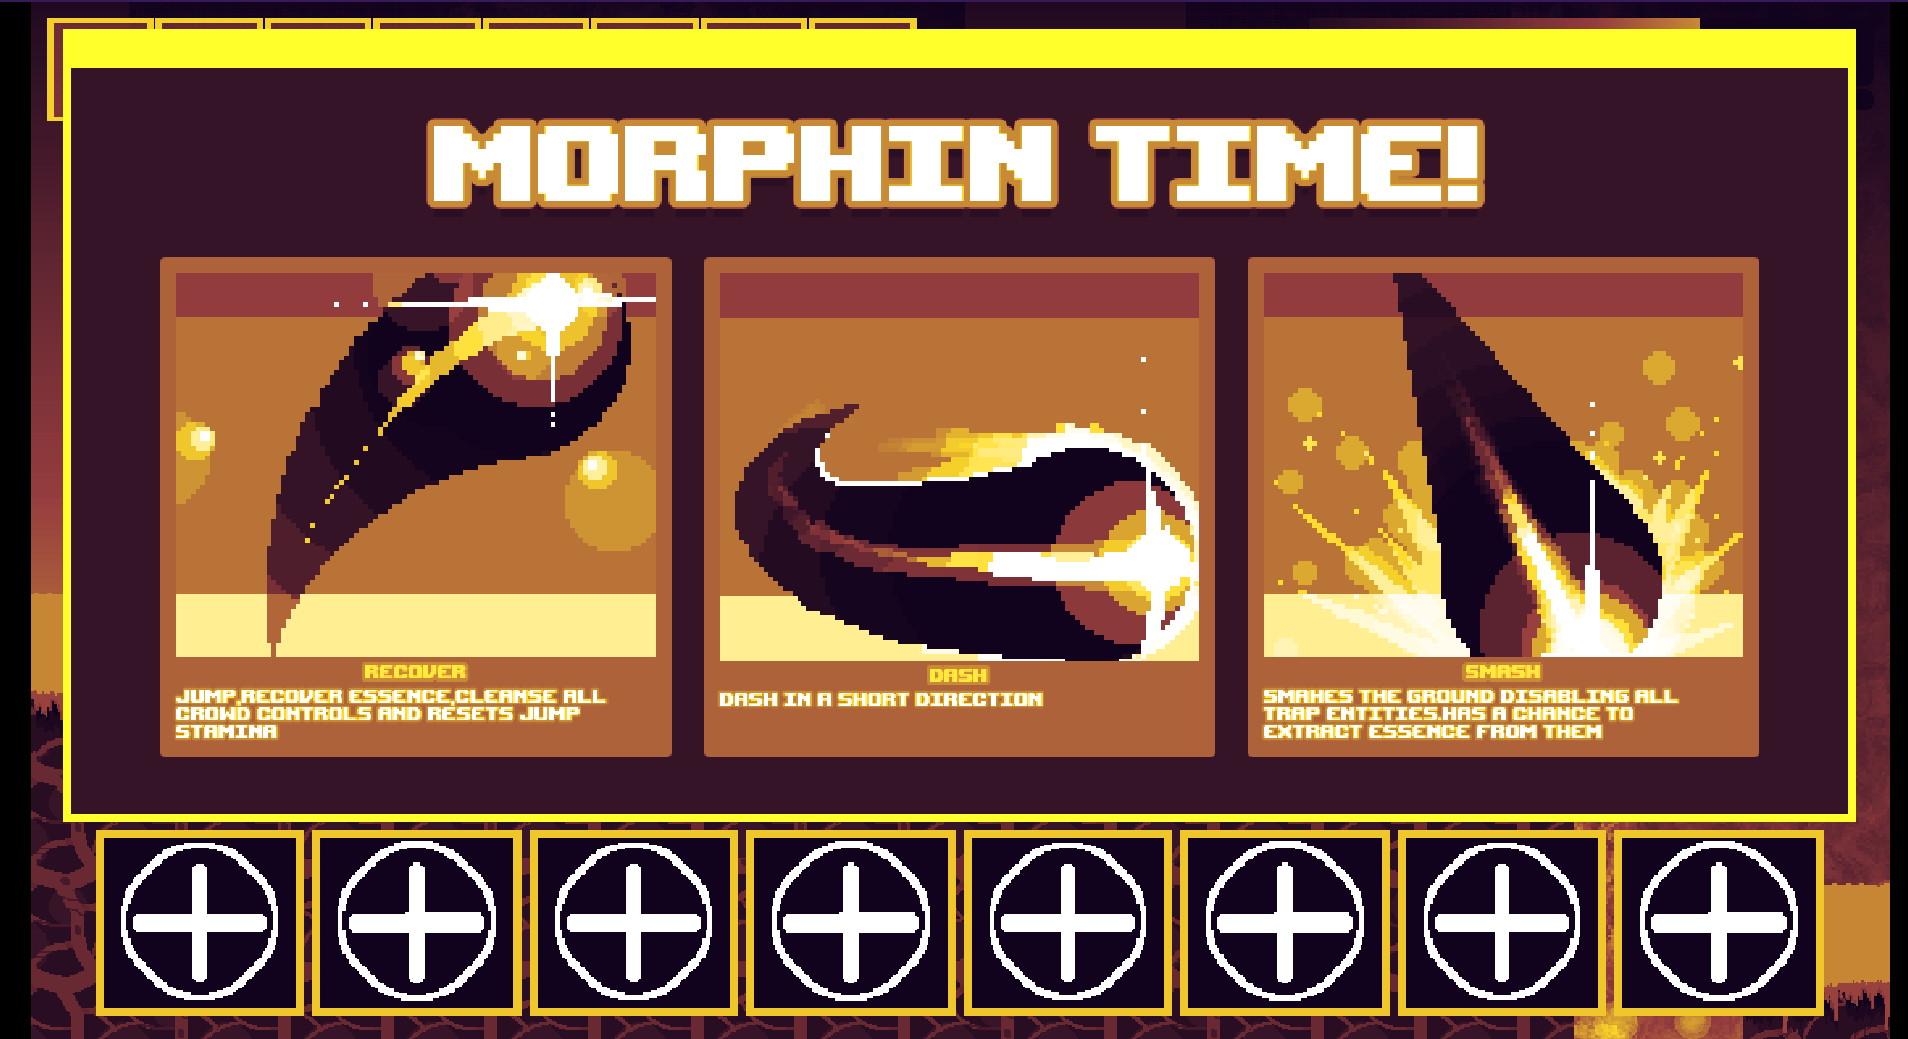 MORPHIN TIME!
RECOVER
JUMP,RECOVER ESSENCE,CLEANSE ALL
CROWD CONTROLS AND RESETS JUMP
STAMINA
DASH
DASH IN A SHORT DIRECTION
SMASH
SMAHES THE GROUND DISABLING ALL
TRAP ENTITIES.HAS A CHANCE TO
EXTRACT ESSENCE FROM THEM